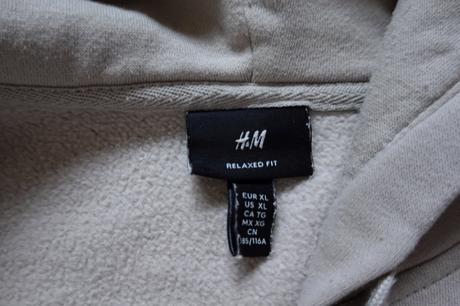 H&M
RELAXED FIT
EUR XL
US XL
CA TG
MX XG
CN
185/116A